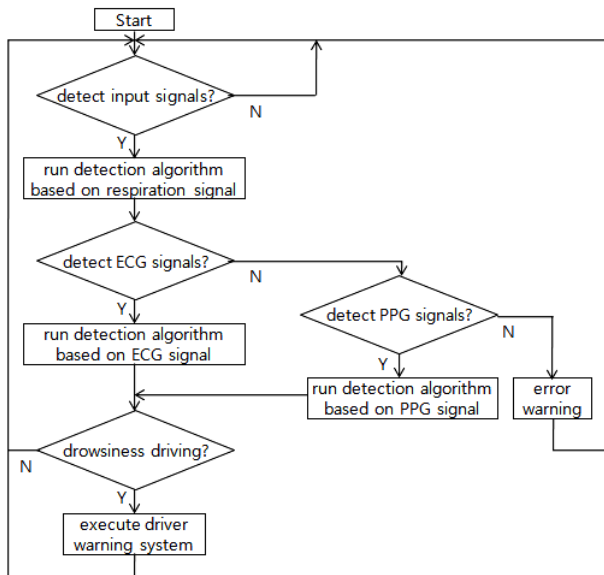 Start
detect input signals?
N
Y
run detection algorithm
based on respiration signal
detect ECG signals?
N
Y
run detection algorithm
based on ECG signal
detect PPG signals?
N
Y
run detection algorithm
based on PPG signal
error
warning
drowsiness driving?
N
Y
execute driver
warning system